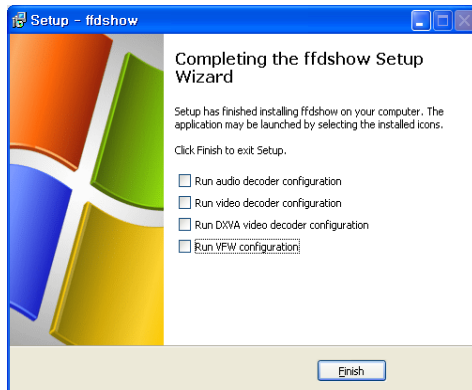 Setup - ffdshow
Completing the ffdshow Setup
Wizard
Setup has finished installing ffdshow on your computer. The
application may be launched by selecting the installed icons.
Click Finish to exit Setup.
Run audio decoder configuration
Run video decoder configuration
Run DXVA video decoder configuration
Run VFW configuration
Finish